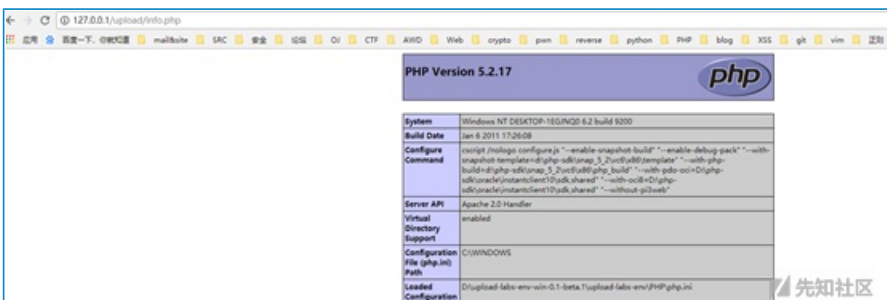 127.0.0.1/upload/info.php
应用 百度一下，你就知道 mail&site SRC 安全 论坛 OJ CTF AWD Web crypto pwn reverse python PHP blog XSS git vim 正则
PHP Version 5.2.17
php
System Windows NT DESKTOP-1EGJNQ0 6.2 build 9200
Build Date Jan 6 2011 17:26:08
Configure Command cscript /nologo configure.js "--enable-snapshot-build" "--enable-debug-pack" "--with-
snapshot-template=d:\php-sdk\snap_5_2\vc6\x86\template" "--with-php-
build=d:\php-sdk\snap_5_2\vc6\x86\php_build" "--with-pdo-oci=D:\php-
sdk\oracle\instantclient10\sdk,shared" "--with-oci8=D:\php-
sdk\oracle\instantclient10\sdk,shared" "--without-pi3web"
Server API Apache 2.0 Handler
Virtual Directory Support enabled
Configuration File (php.ini) Path C:\WINDOWS
Loaded Configuration D:\upload-labs-env-win-0.1-beta.1\upload-labs-env\PHP\php.ini
先知社区